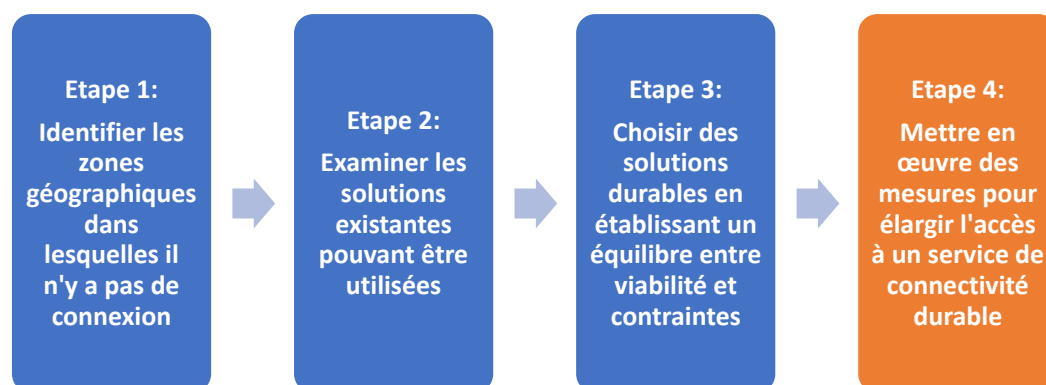 Etape 1:
Identifier les
zones
géographiques
dans
lesquelles il
n'y a pas de
connexion
Etape 2:
Examiner les
solutions
existantes
pouvant être
utilisées
Etape 3:
Choisir des
solutions
durables en
établissant un
équilibre entre
viabilité et
contraintes
Etape 4:
Mettre en
œuvre des
mesures pour
élargir l'accès
à un service de
connectivité
durable